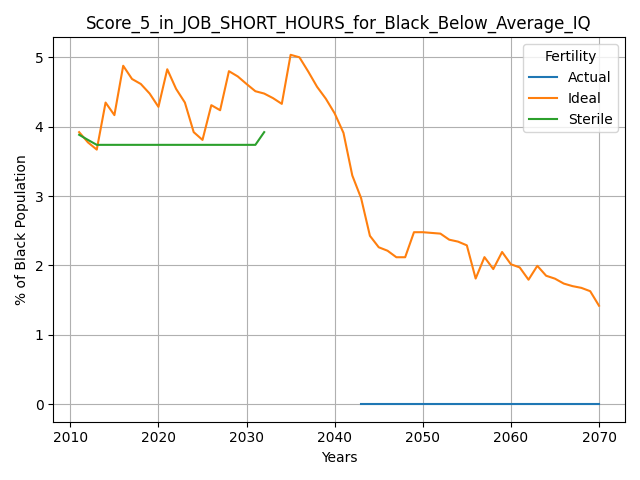 Score_5_in_JOB_SHORT_HOURS_for_Black_Below_Average_IQ
Fertility
Actual
Ideal
Sterile
% of Black Population
5
4
3
2
1
0
2010 2020 2030 2040 2050 2060 2070
Years